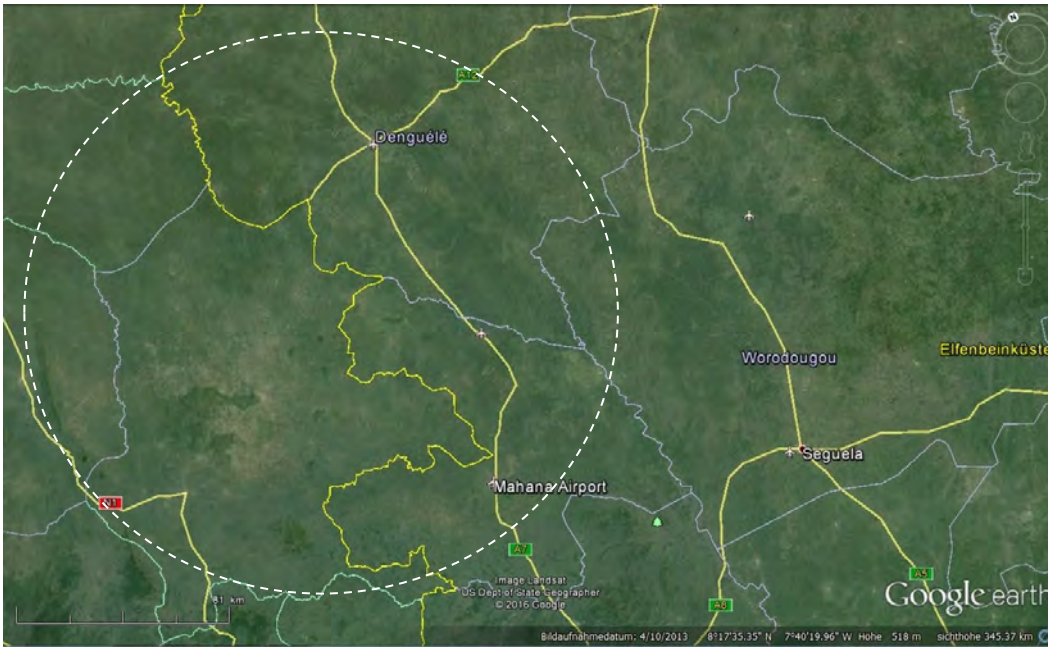 N
A12
Denguélé
Worodougou
Elfenbeinküste
Seguela
Mahana Airport
N1
A7
A5
A8
81 km
Image Landsat
US Dept of State Geographer
© 2016 Google
Google earth
Bildaufnahmedatum: 4/10/2013 8°17'35.35" N 7°40'19.96" W Höhe 518 m sichthöhe 345.37 km